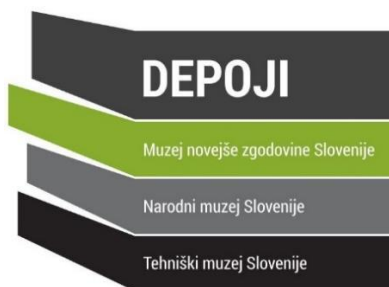 DEPOJI
Muzej novejše zgodovine Slovenije
Narodni muzej Slovenije
Tehniški muzej Slovenije